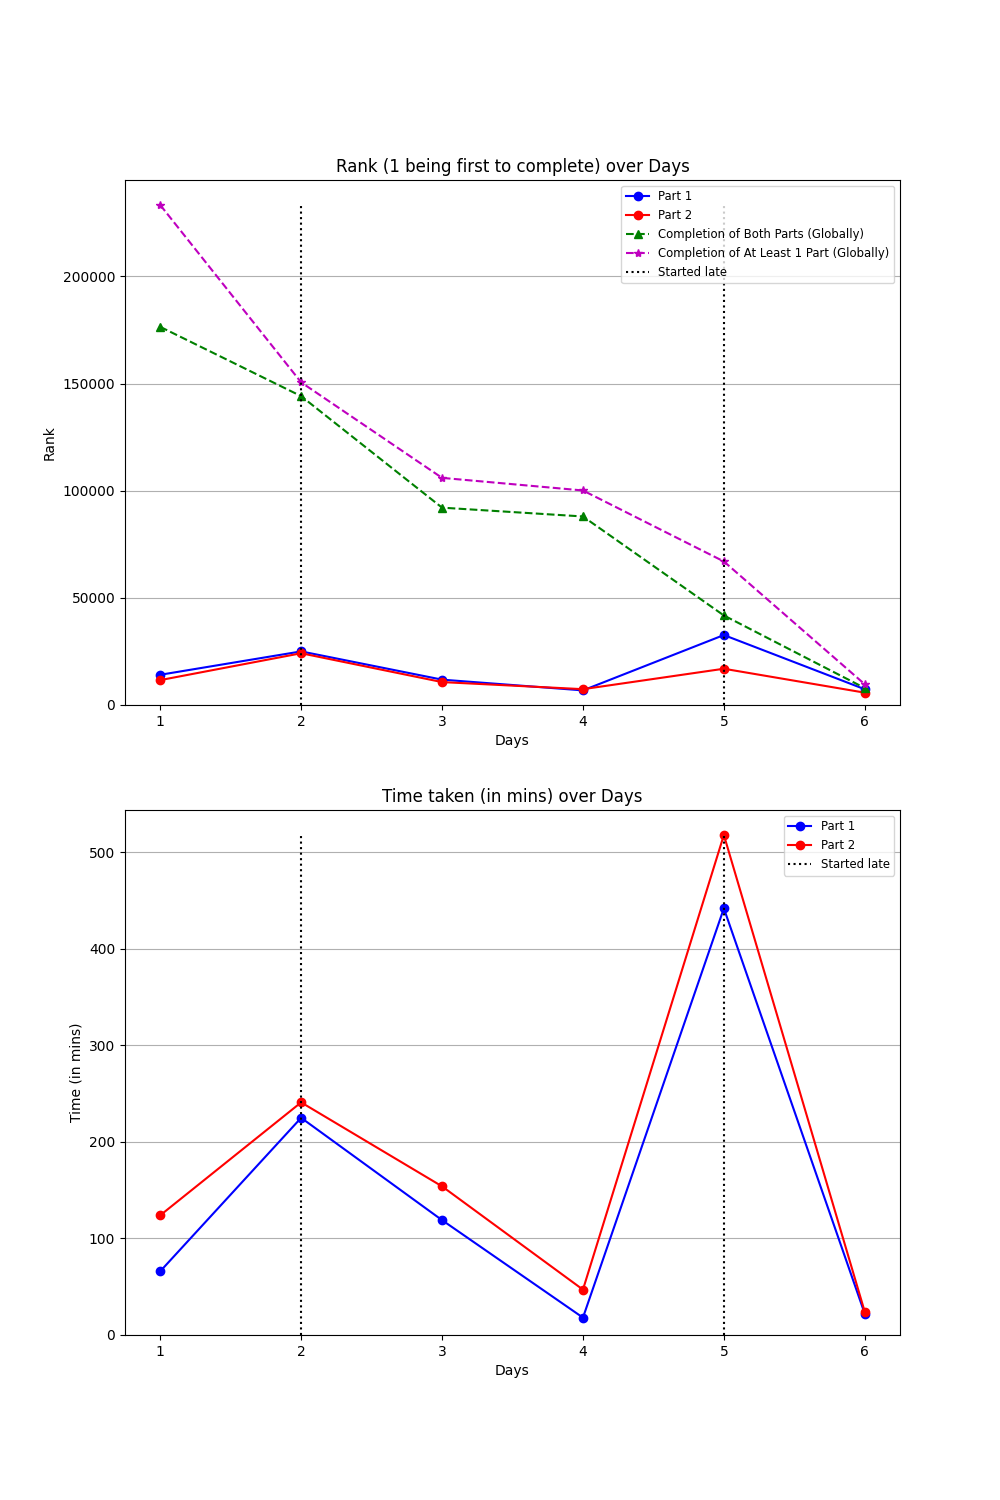 Rank (1 being first to complete) over Days
Part 1
Part 2
Completion of Both Parts (Globally)
Completion of At Least 1 Part (Globally)
Started late
200000
150000
100000
50000
0
Rank
1 2 3 4 5 6
Days
Time taken (in mins) over Days
Part 1
Part 2
Started late
500
400
300
200
100
0
Time (in mins)
1 2 3 4 5 6
Days